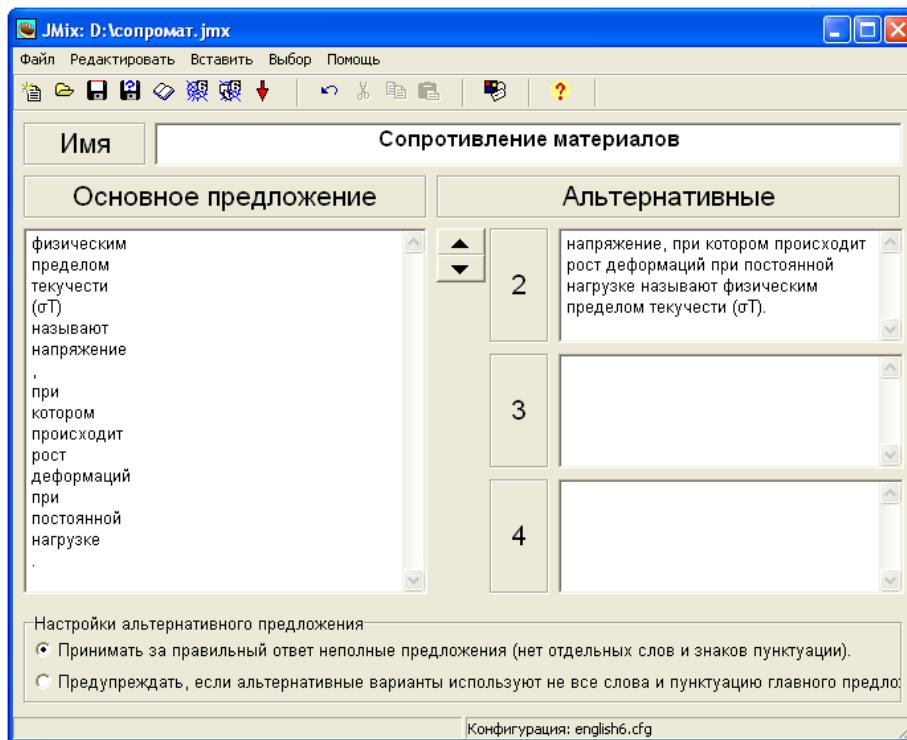 JMix: D:\сопромат.jmx
Файл Редактировать Вставить Выбор Помощь
Имя
Сопротивление материалов
Основное предложение
Альтернативные
физическим
пределом
текучести
(σТ)
называют
напряжение
,
при
котором
происходит
рост
деформаций
при
постоянной
нагрузке
.
2
напряжение, при котором происходит
рост деформаций при постоянной
нагрузке называют физическим
пределом текучести (σТ).
3
4
Настройки альтернативного предложения
Принимать за правильный ответ неполные предложения (нет отдельных слов и знаков пунктуации).
Предупреждать, если альтернативные варианты используют не все слова и пунктуацию главного предло
Конфигурация: english6.cfg